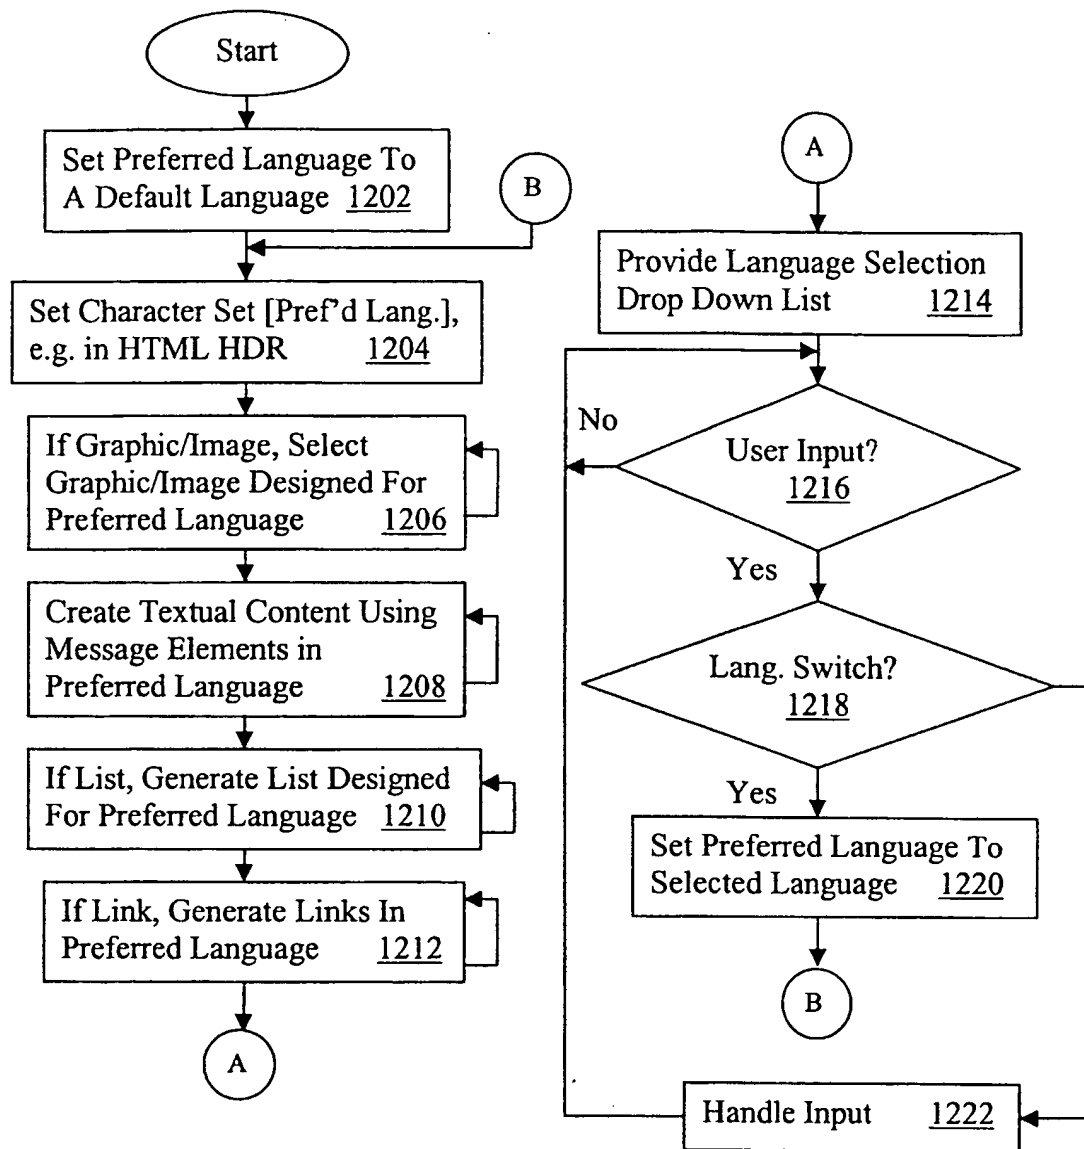 Start
Set Preferred Language To
A Default Language 1202
B
Set Character Set [Pref'd Lang.],
e.g. in HTML HDR 1204
If Graphic/Image, Select
Graphic/Image Designed For
Preferred Language 1206
Create Textual Content Using
Message Elements in
Preferred Language 1208
If List, Generate List Designed
For Preferred Language 1210
If Link, Generate Links In
Preferred Language 1212
A
A
Provide Language Selection
Drop Down List 1214
No
User Input?
1216
Yes
Lang. Switch?
1218
Yes
Set Preferred Language To
Selected Language 1220
B
Handle Input 1222